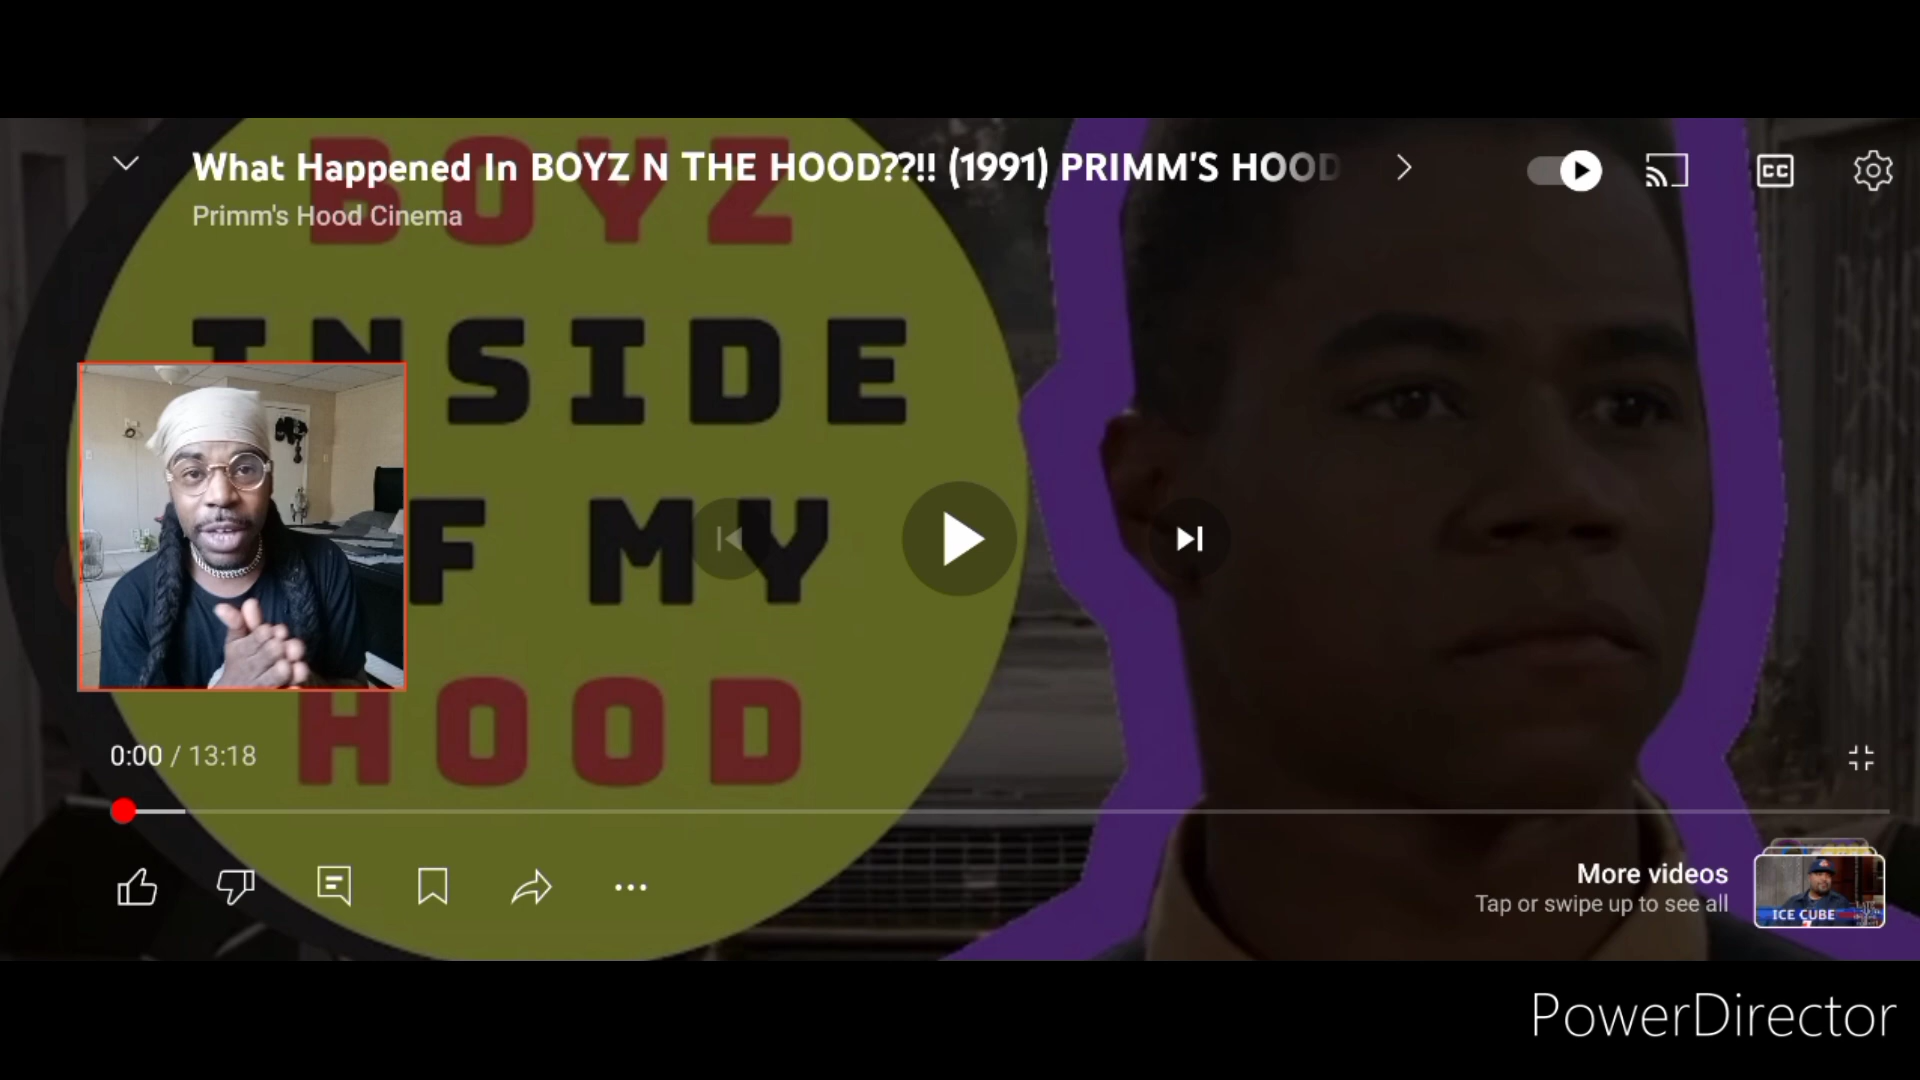 What Happened In BOYZ N THE HOOD??!! (1991) PRIMM'S HOOD
Primm's Hood Cinema
BOYZ
INSIDE
F MY
HOOD
0:00 / 13:18
CC
More videos
Tap or swipe up to see all
ICE CUBE
PowerDirector